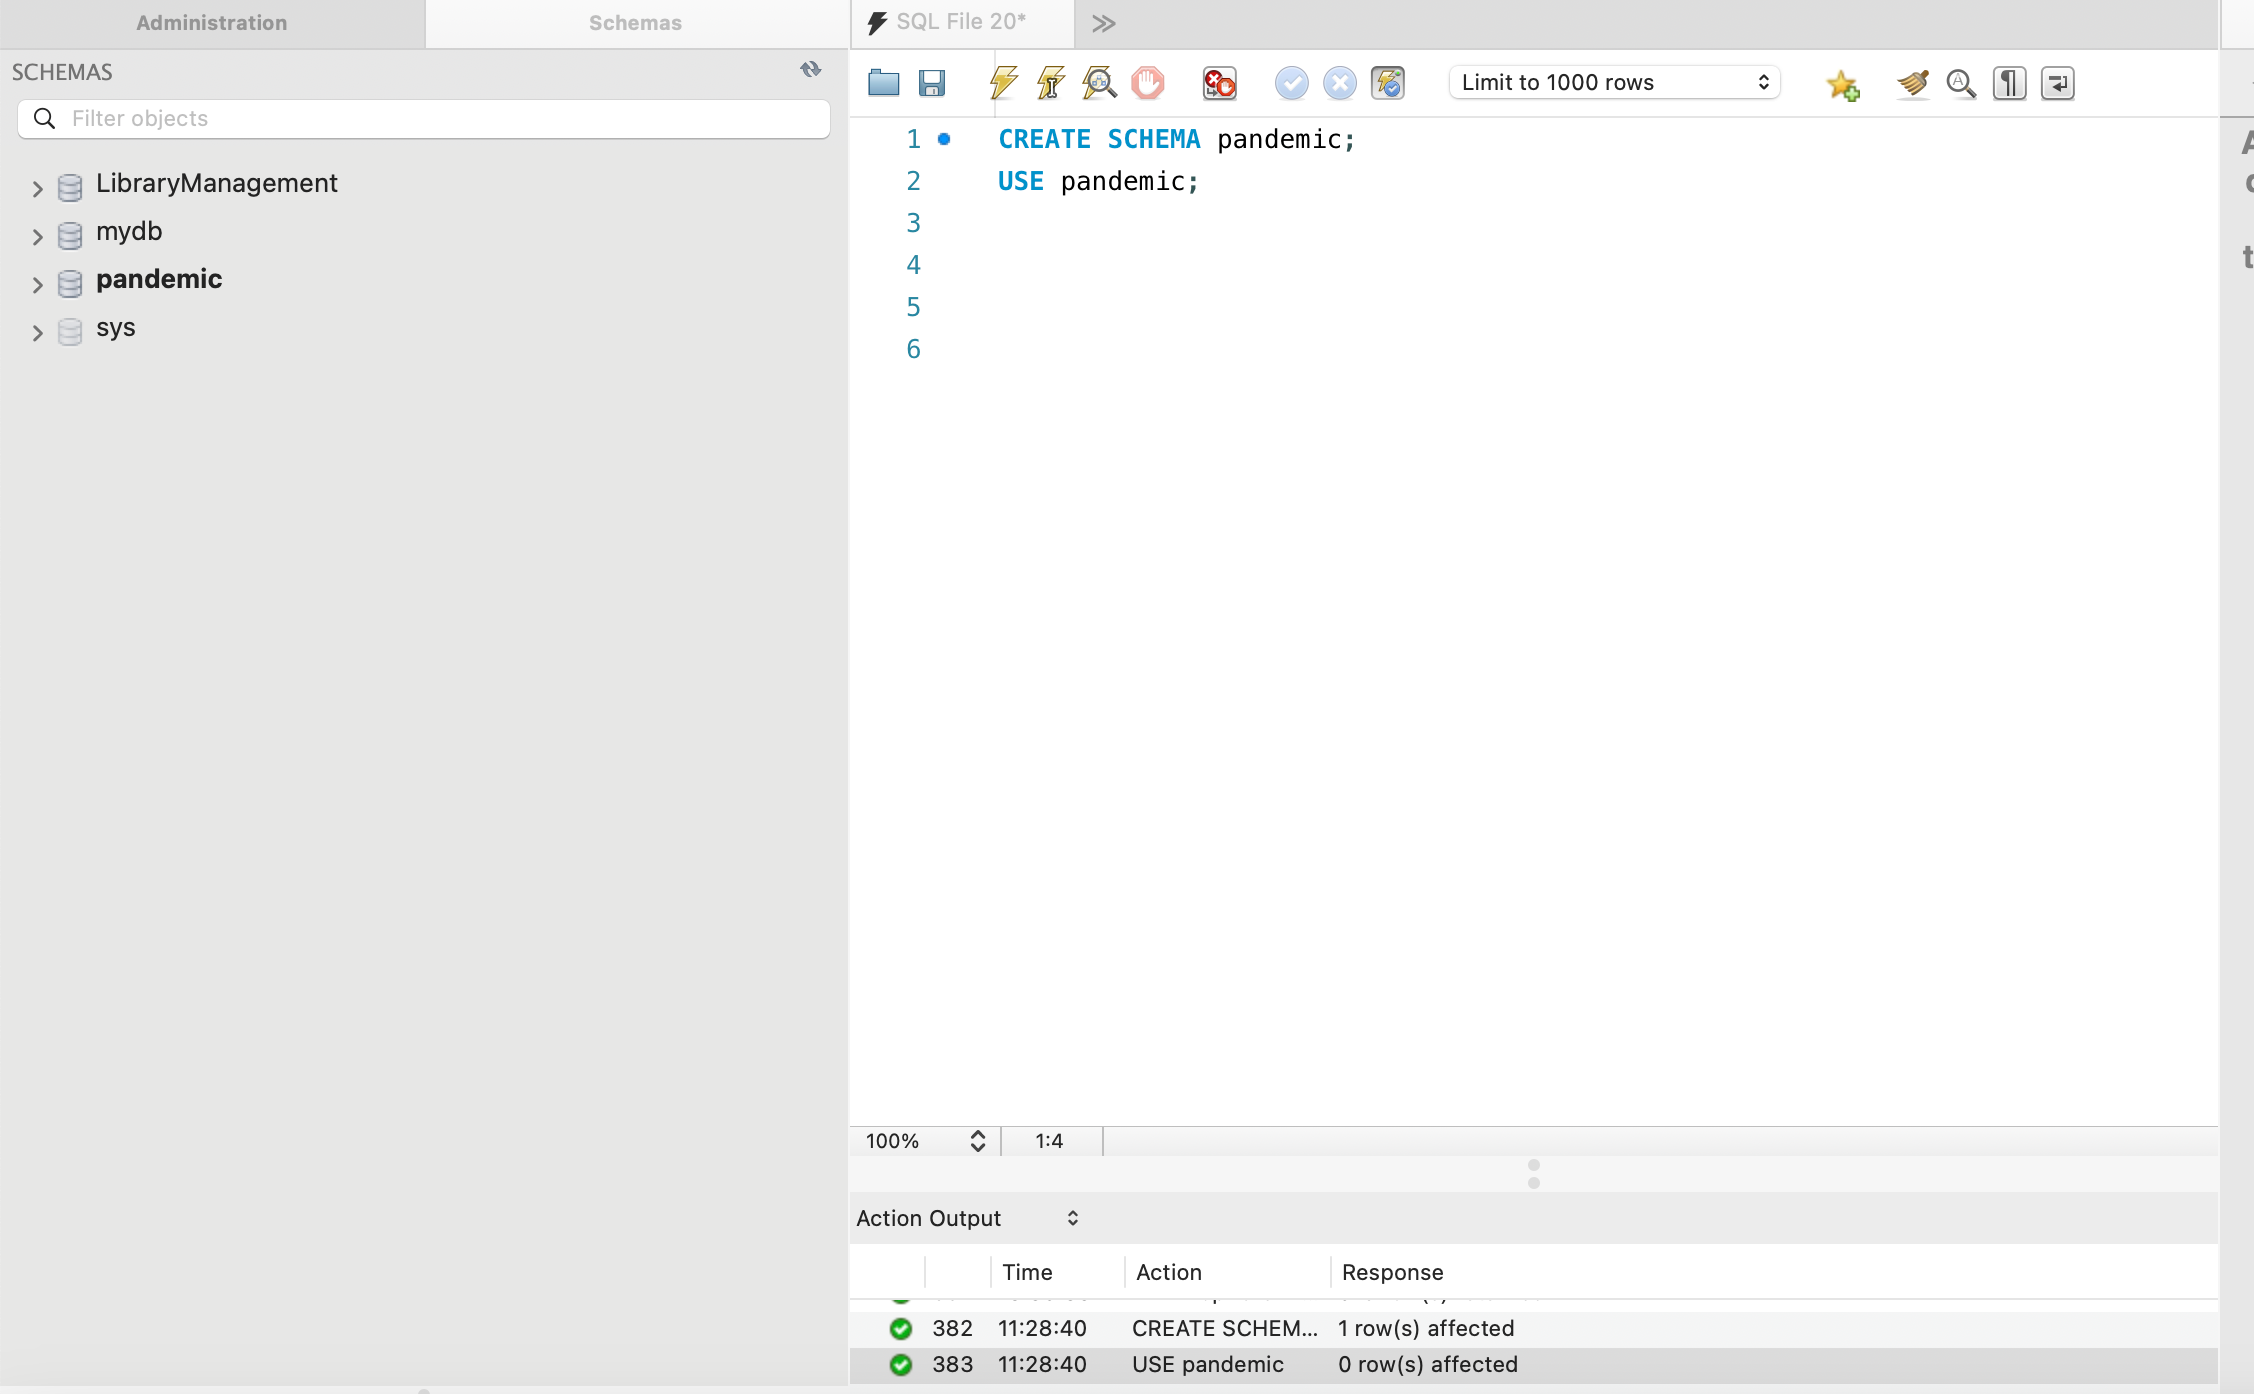 Administration
Schemas
SCHEMAS
Filter objects
LibraryManagement
mydb
pandemic
sys
SQL File 20*
Limit to 1000 rows
1 CREATE SCHEMA pandemic;
2 USE pandemic;
3
4
5
6
100% 1:4
Action Output
Time Action Response
382 11:28:40 CREATE SCHEM... 1 row(s) affected
383 11:28:40 USE pandemic 0 row(s) affected